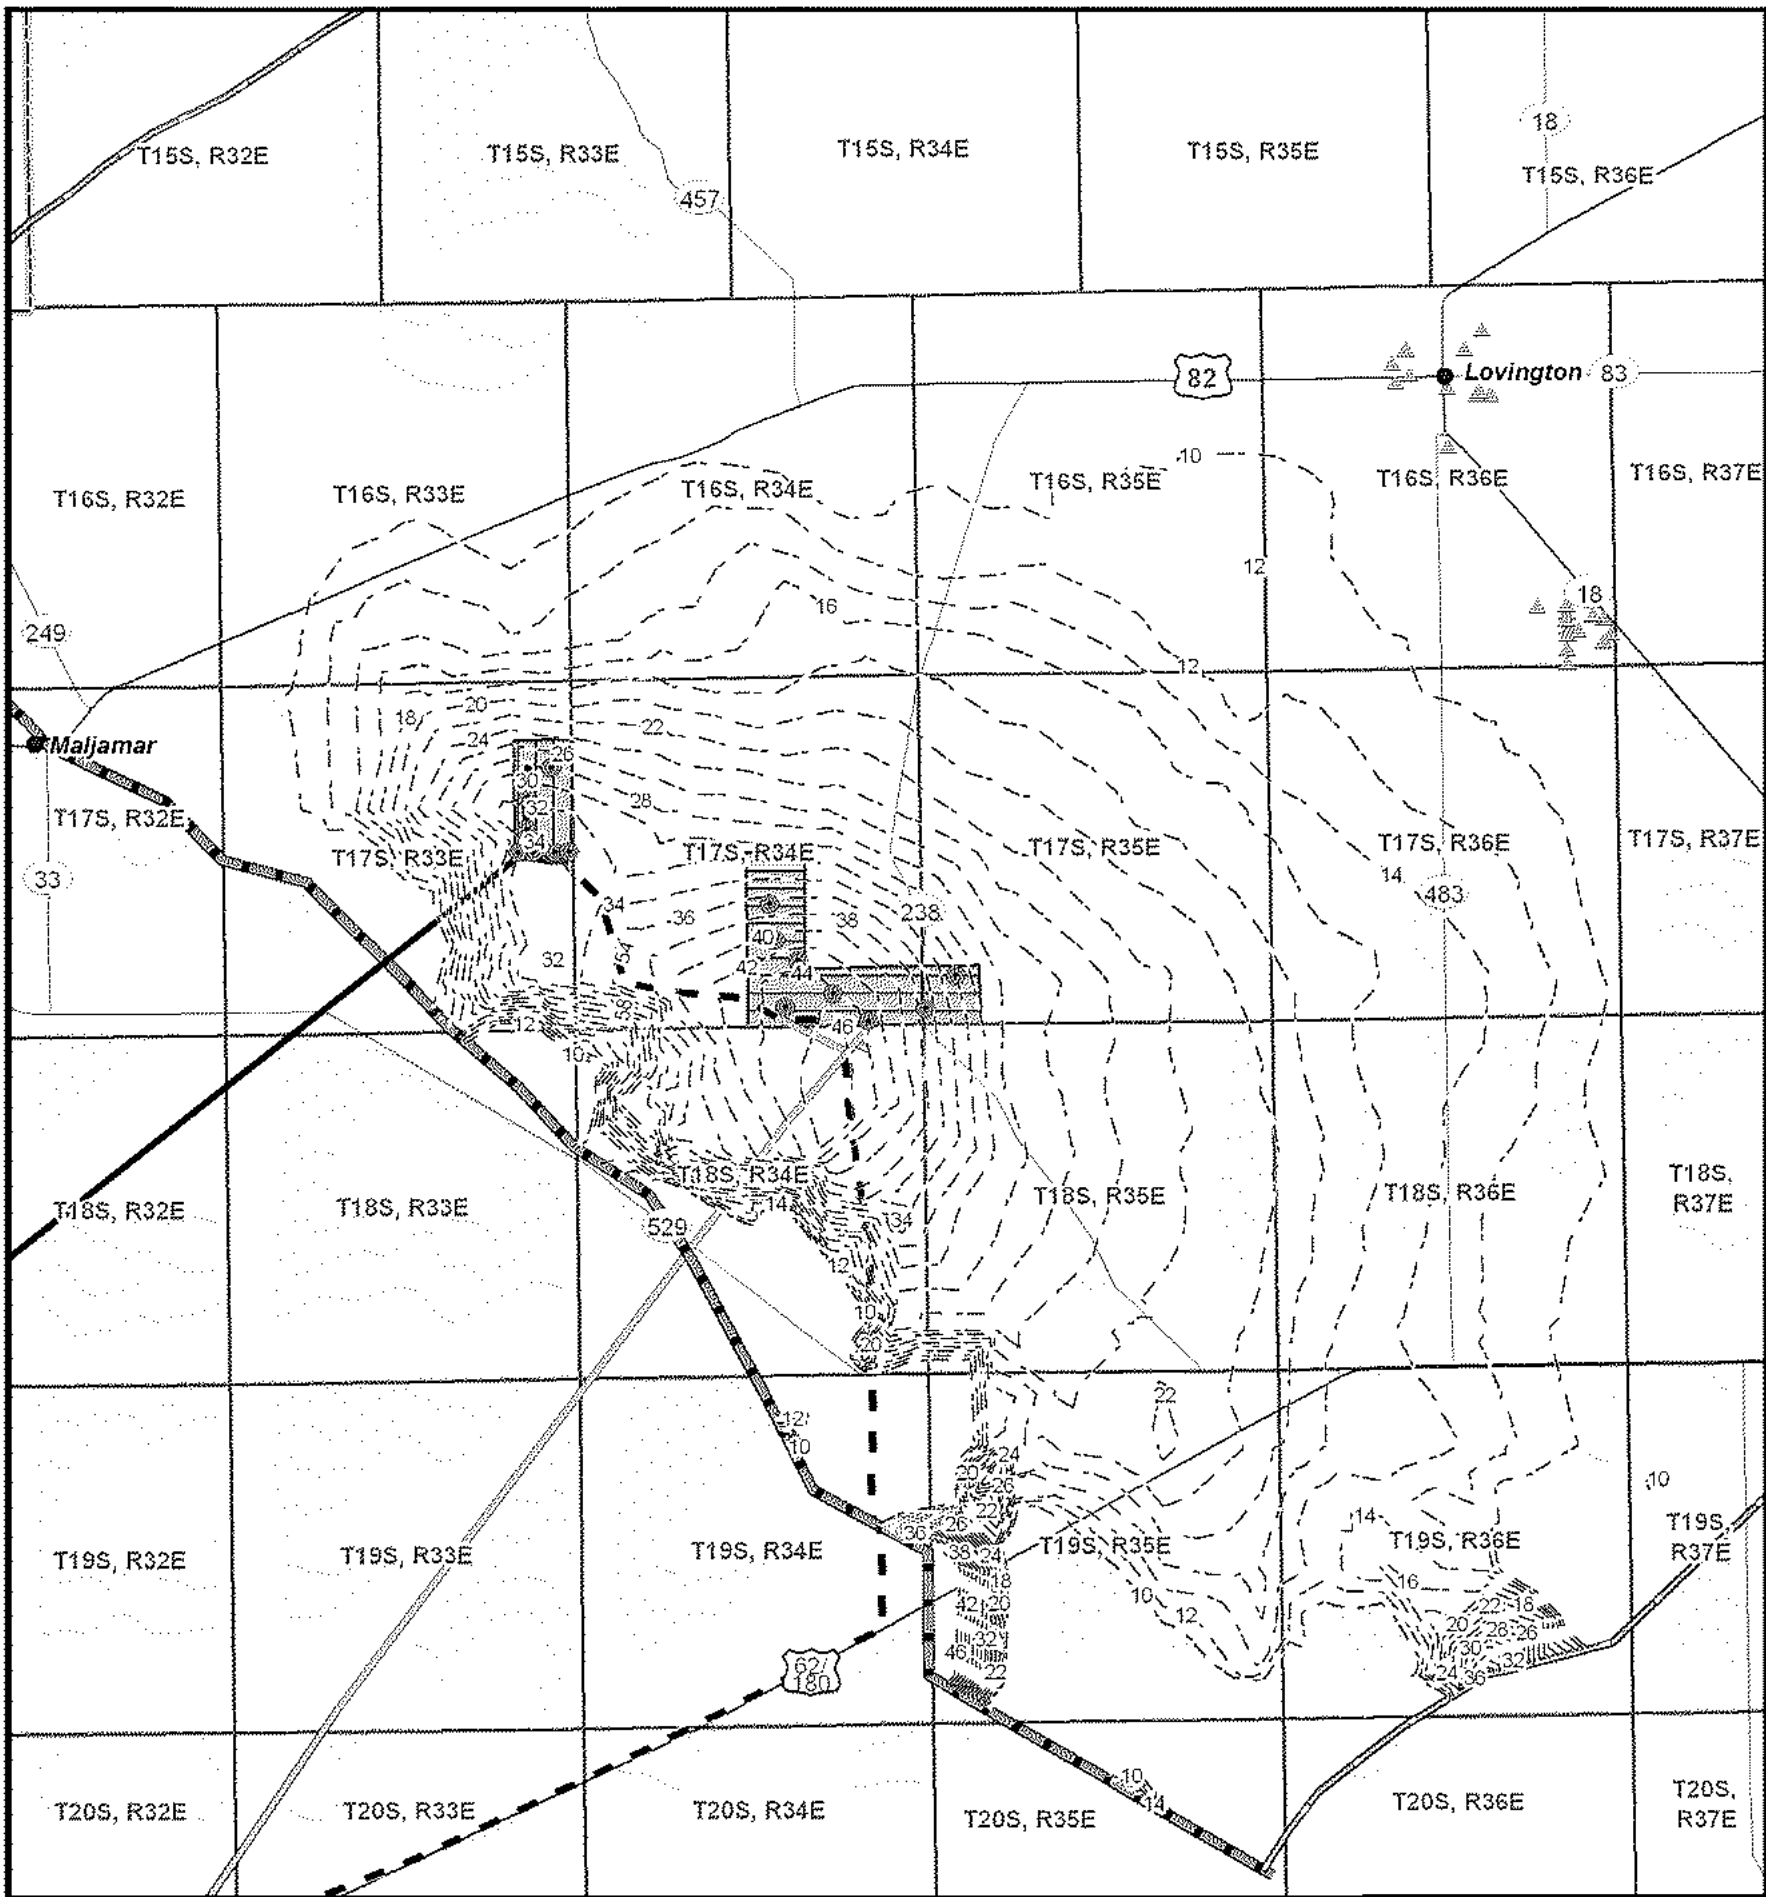 18
T15S, R32E
T15S, R33E
T15S, R34E
T15S, R35E
T15S, R36E
457
82
Lovington
83
10
T16S, R32E
T16S, R33E
T16S, R34E
T16S, R35E
T16S, R36E
T16S, R37E
12
18
16
249
12
20
18
22
24
Maljamar
26
30
28
32
T17S, R32E
34
T17S, R33E
T17S, R34E
T17S, R35E
T17S, R36E
T17S, R37E
14
33
483
34
36
38
238
40
54
32
42
44
58
12
46
10
T18S, R32E
T18S, R33E
T18S, R34E
T18S, R35E
T18S, R36E
T18S,
R37E
14
34
529
12
10
20
22
12
10
24
20
26
10
22
26
14
36
T19S, R32E
T19S, R33E
T19S, R34E
38
24
T19S, R35E
T19S, R36E
T19S,
R37E
18
16
10
42
20
12
22
18
20
28
26
32
30
46
32
22
24
36
62/
180
10
14
T20S, R32E
T20S, R33E
T20S, R34E
T20S, R35E
T20S, R36E
T20S,
R37E